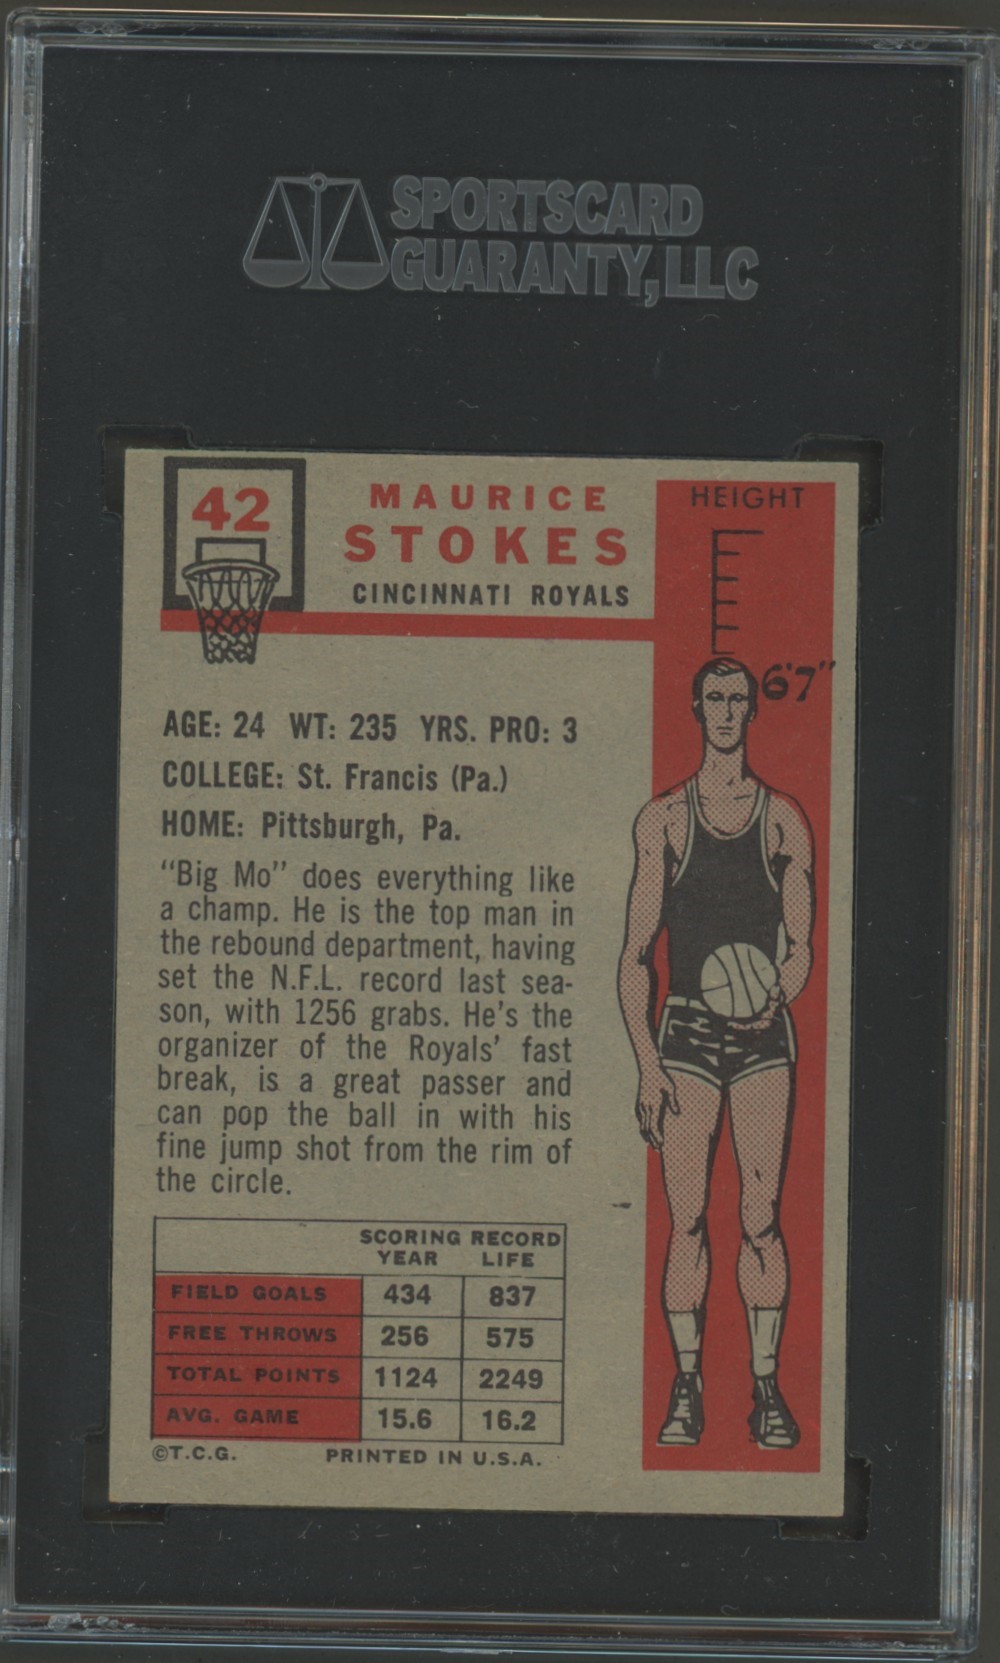 SPORTSCARD
GUARANTY, LLC
42
MAURICE
STOKES
CINCINNATI ROYALS
HEIGHT
6'7"
AGE: 24 WT: 235 YRS. PRO: 3
COLLEGE: St. Francis (Pa.)
HOME: Pittsburgh, Pa.
"Big Mo" does everything like
a champ. He is the top man in
the rebound department, having
set the N.F.L. record last sea-
son, with 1256 grabs. He's the
organizer of the Royals' fast
break, is a great passer and
can pop the ball in with his
fine jump shot from the rim of
the circle.
SCORING RECORD
YEAR LIFE
FIELD GOALS 434 837
FREE THROWS 256 575
TOTAL POINTS 1124 2249
AVG. GAME 15.6 16.2
©T.C.G. PRINTED IN U.S.A.